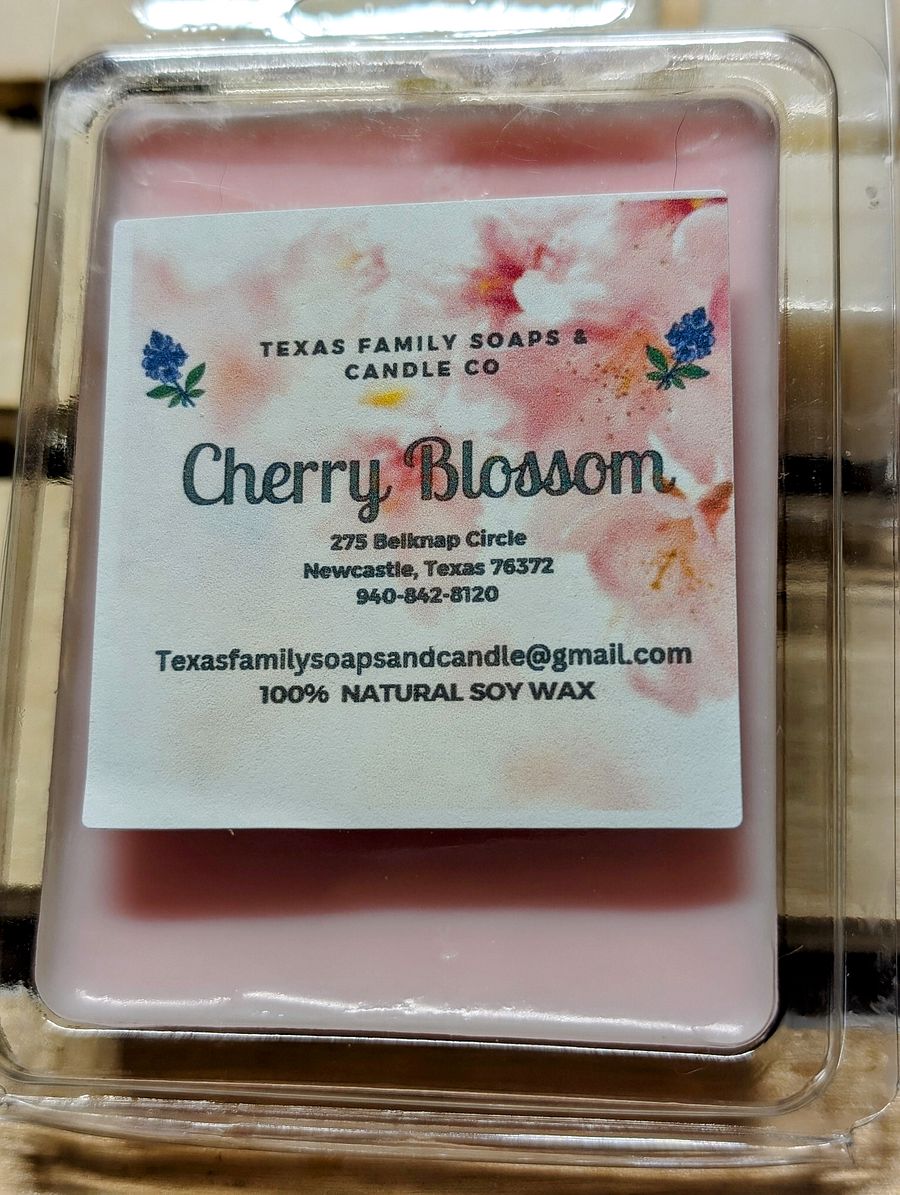 TEXAS FAMILY SOAPS &
CANDLE CO
Cherry Blossom
275 Belknap Circle
Newcastle, Texas 76372
940-842-8120
Texasfamilysoapsandcandle@gmail.com
100% NATURAL SOY WAX